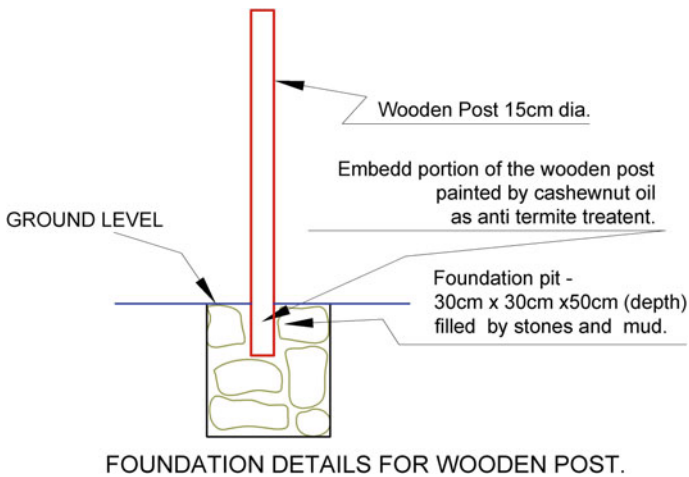 Wooden Post 15cm dia.
Embedd portion of the wooden post
painted by cashewnut oil
as anti termite treatent.
GROUND LEVEL
Foundation pit -
30cm x 30cm x50cm (depth)
filled by stones and mud.
FOUNDATION DETAILS FOR WOODEN POST.